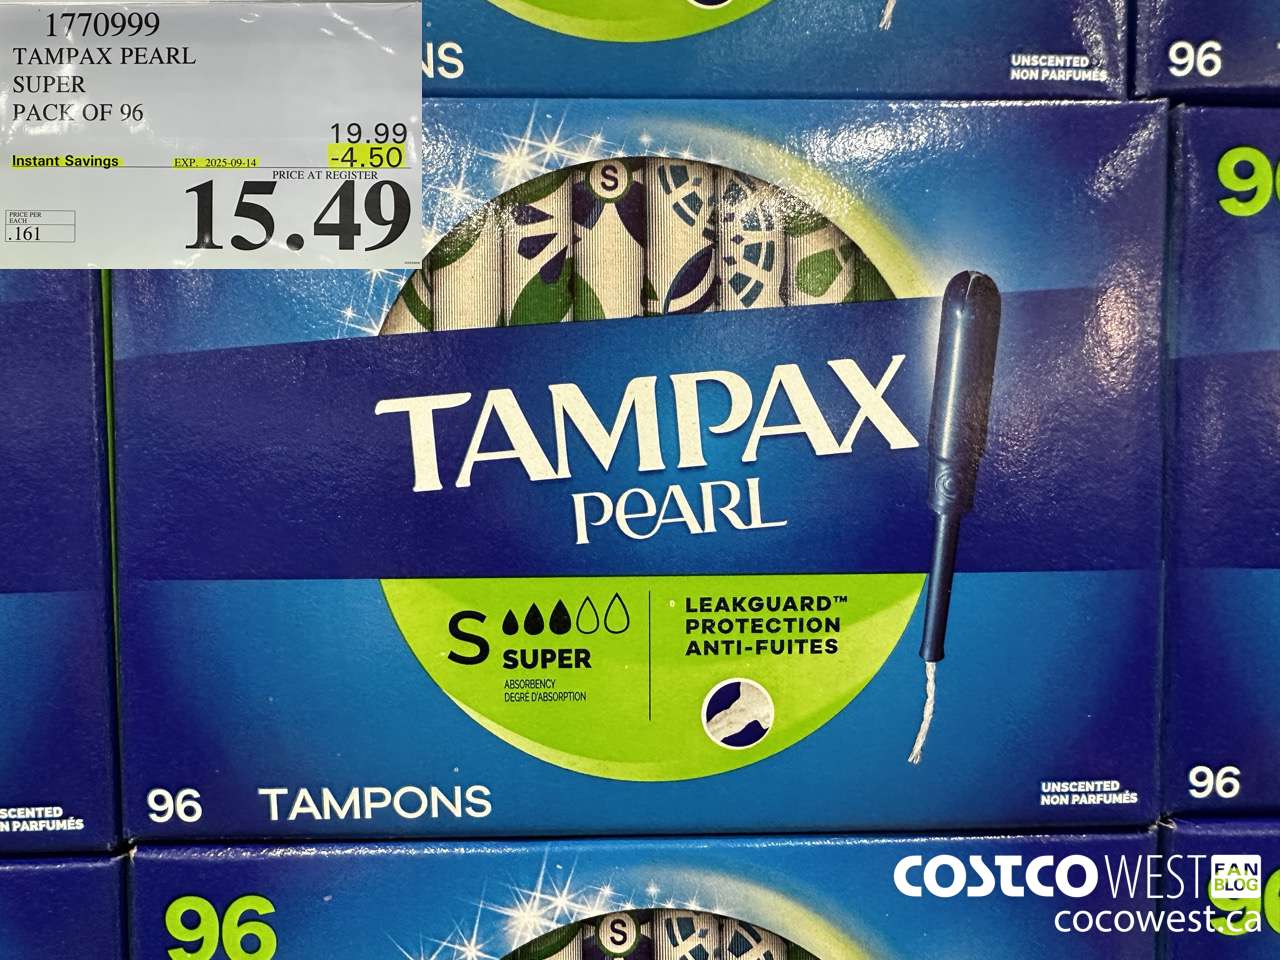 1770999
TAMPAX PEARL
SUPER
PACK OF 96
19.99
Instant Savings EXP. 2025-09-14 -4.50
PRICE AT REGISTER
PRICE PER
EACH
.161
15.49
NS
UNSCENTED
NON PARFUMÉS
96
96
S
TAMPAX
PEARL
S
SUPER
ABSORBENCY
DEGRÉ D'ABSORPTION
LEAKGUARD™
PROTECTION
ANTI-FUITES
96 TAMPONS
UNSCENTED
NON PARFUMÉS
96
SCENTED
N PARFUMÉS
96
S
COSTCO WEST FAN BLOG
cocowest.ca